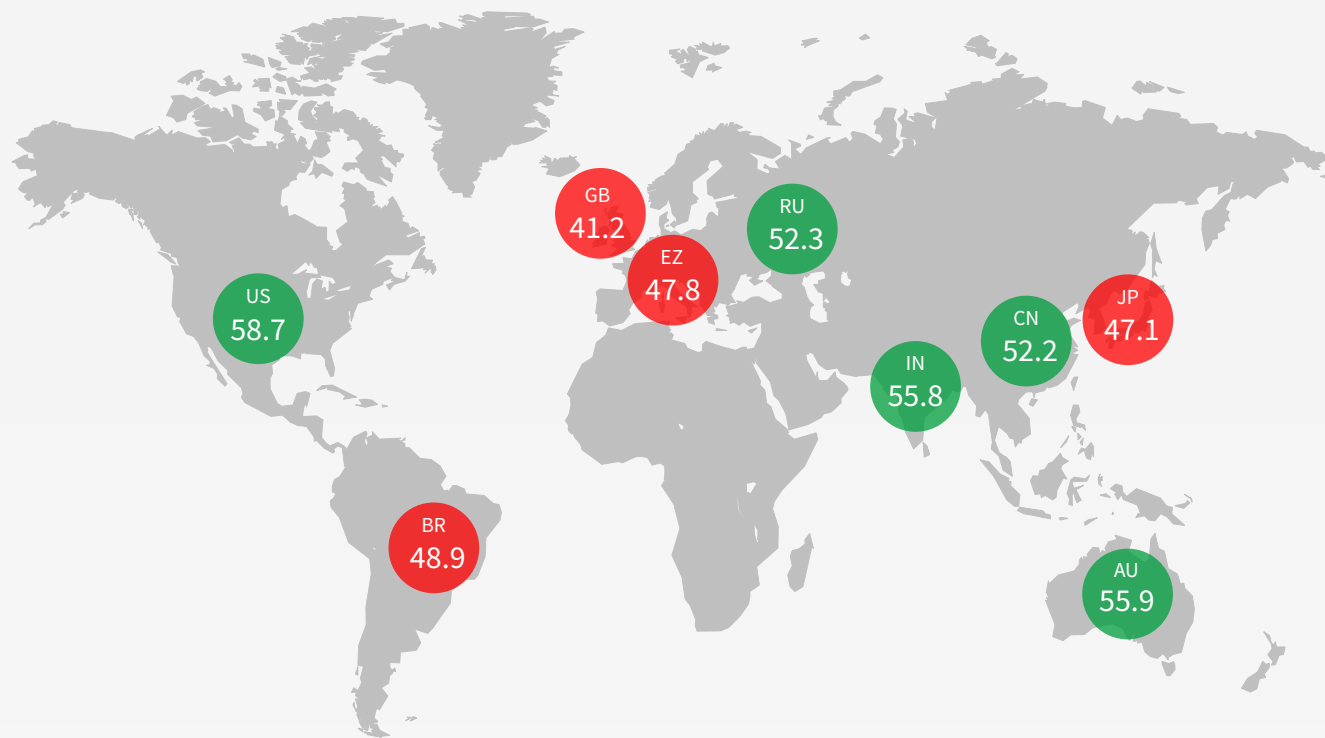 GB
41.2
RU
52.3
EZ
47.8
US
58.7
JP
47.1
CN
52.2
IN
55.8
BR
48.9
AU
55.9